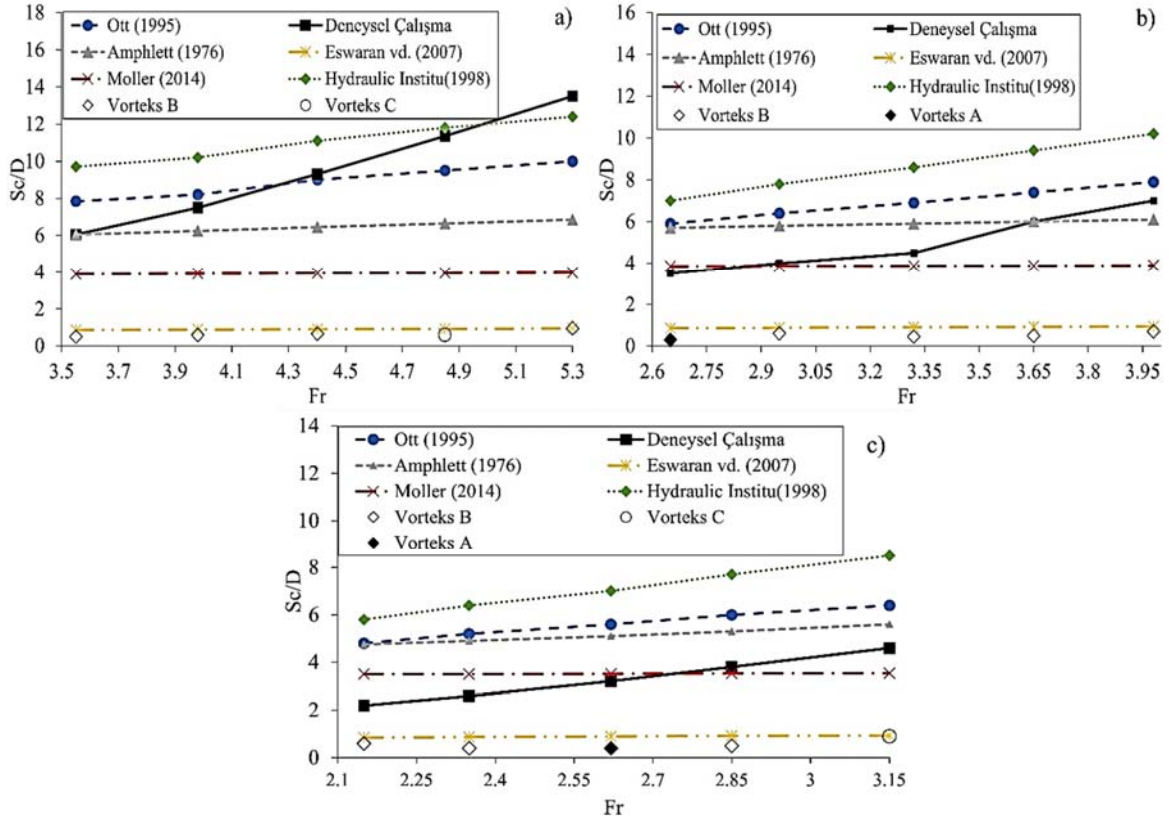 a)
Ott (1995) Deneysel Çalışma
Amphlett (1976) Eswaran vd. (2007)
Moller (2014) Hydraulic Institu(1998)
Vorteks B Vorteks C
18
16
14
12
10
8
6
4
2
0
Sc/D
3.5 3.7 3.9 4.1 4.3 4.5 4.7 4.9 5.1 5.3
Fr
b)
Ott (1995) Deneysel Çalışma
Amphlett (1976) Eswaran vd. (2007)
Moller (2014) Hydraulic Institu(1998)
Vorteks B Vorteks A
16
14
12
10
8
6
4
2
0
Sc/D
2.6 2.75 2.9 3.05 3.2 3.35 3.5 3.65 3.8 3.95
Fr
c)
Ott (1995) Deneysel Çalışma
Amphlett (1976) Eswaran vd. (2007)
Moller (2014) Hydraulic Institu(1998)
Vorteks B Vorteks C
Vorteks A
14
12
10
8
6
4
2
0
Sc/D
2.1 2.25 2.4 2.55 2.7 2.85 3 3.15
Fr